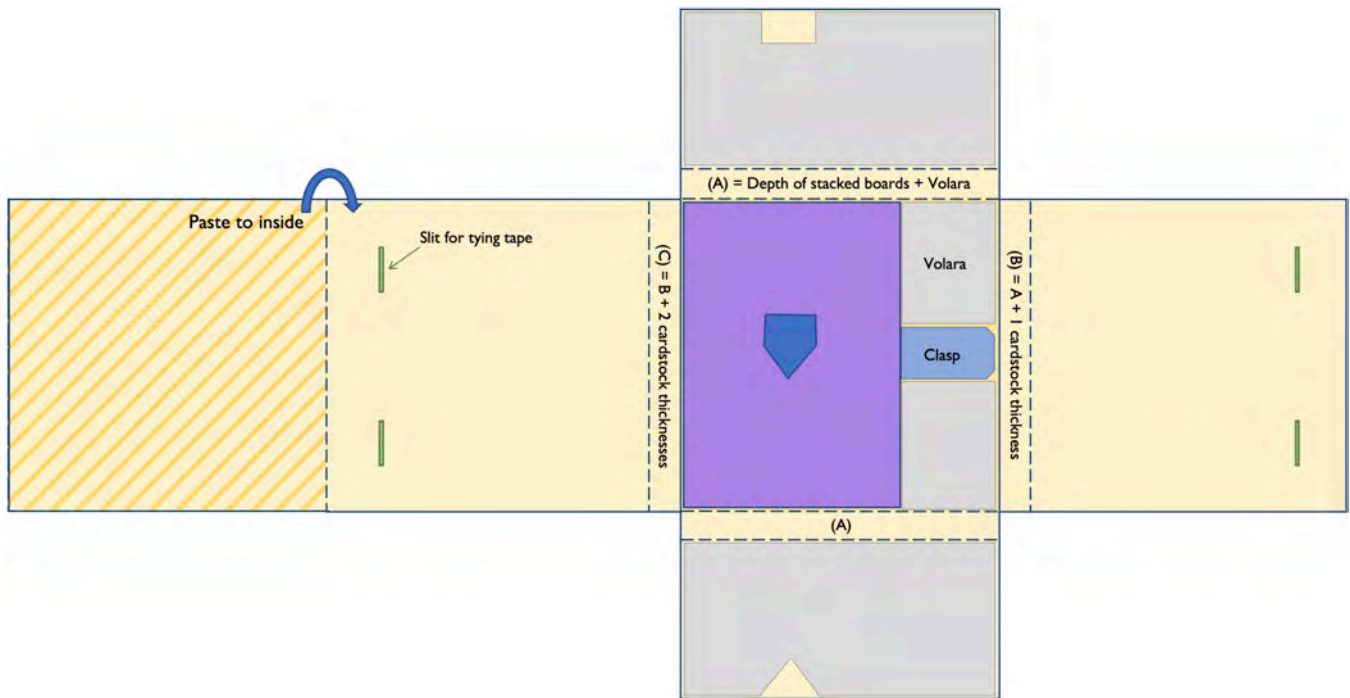 (A) = Depth of stacked boards + Volara
Paste to inside
Slit for tying tape
(C) = B + 2 cardstock thicknesses
Volara
Clasp
(B) = A + 1 cardstock thickness
(A)